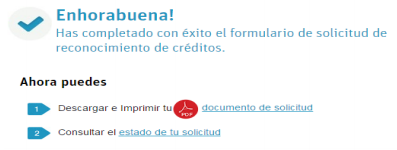 Enhorabuena!
Has completado con éxito el formulario de solicitud de
reconocimiento de créditos.
Ahora puedes
1 Descargar e Imprimir tu PDF documento de solicitud
2 Consultar el estado de tu solicitud